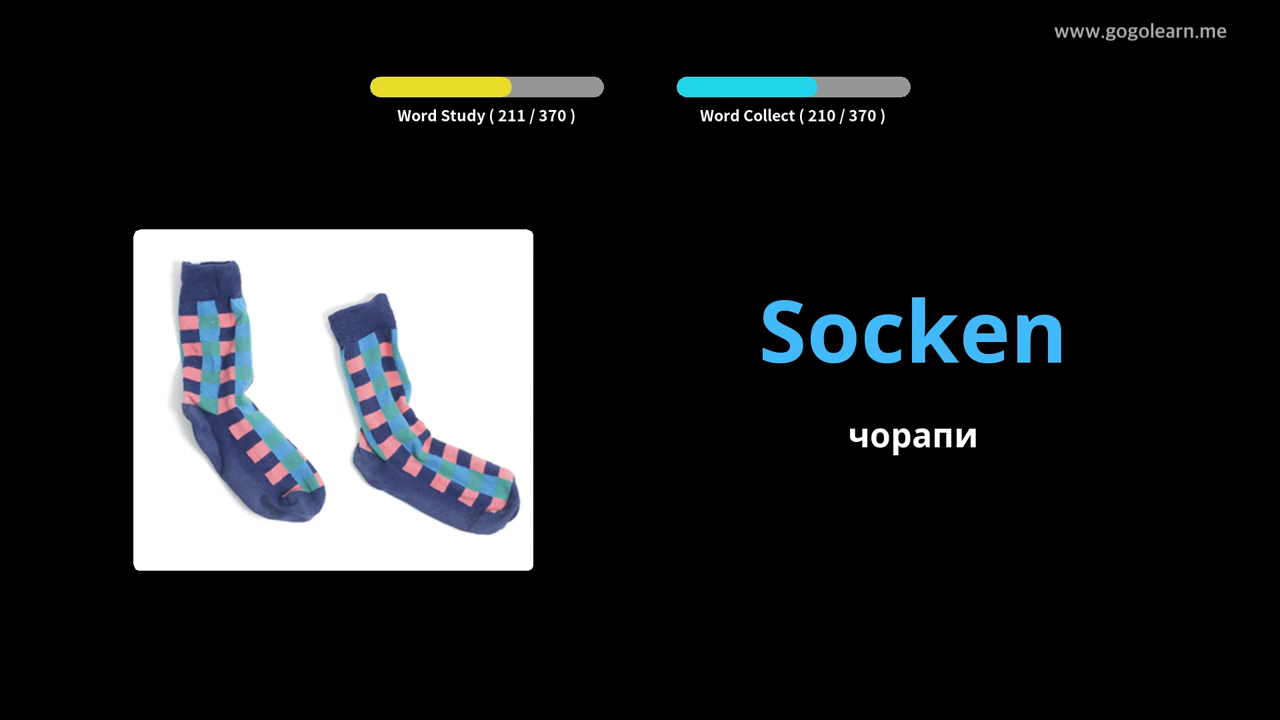 www.gogolearn.me
Word Study ( 211 / 370 )
Word Collect ( 210 / 370 )
Socken
чорапи